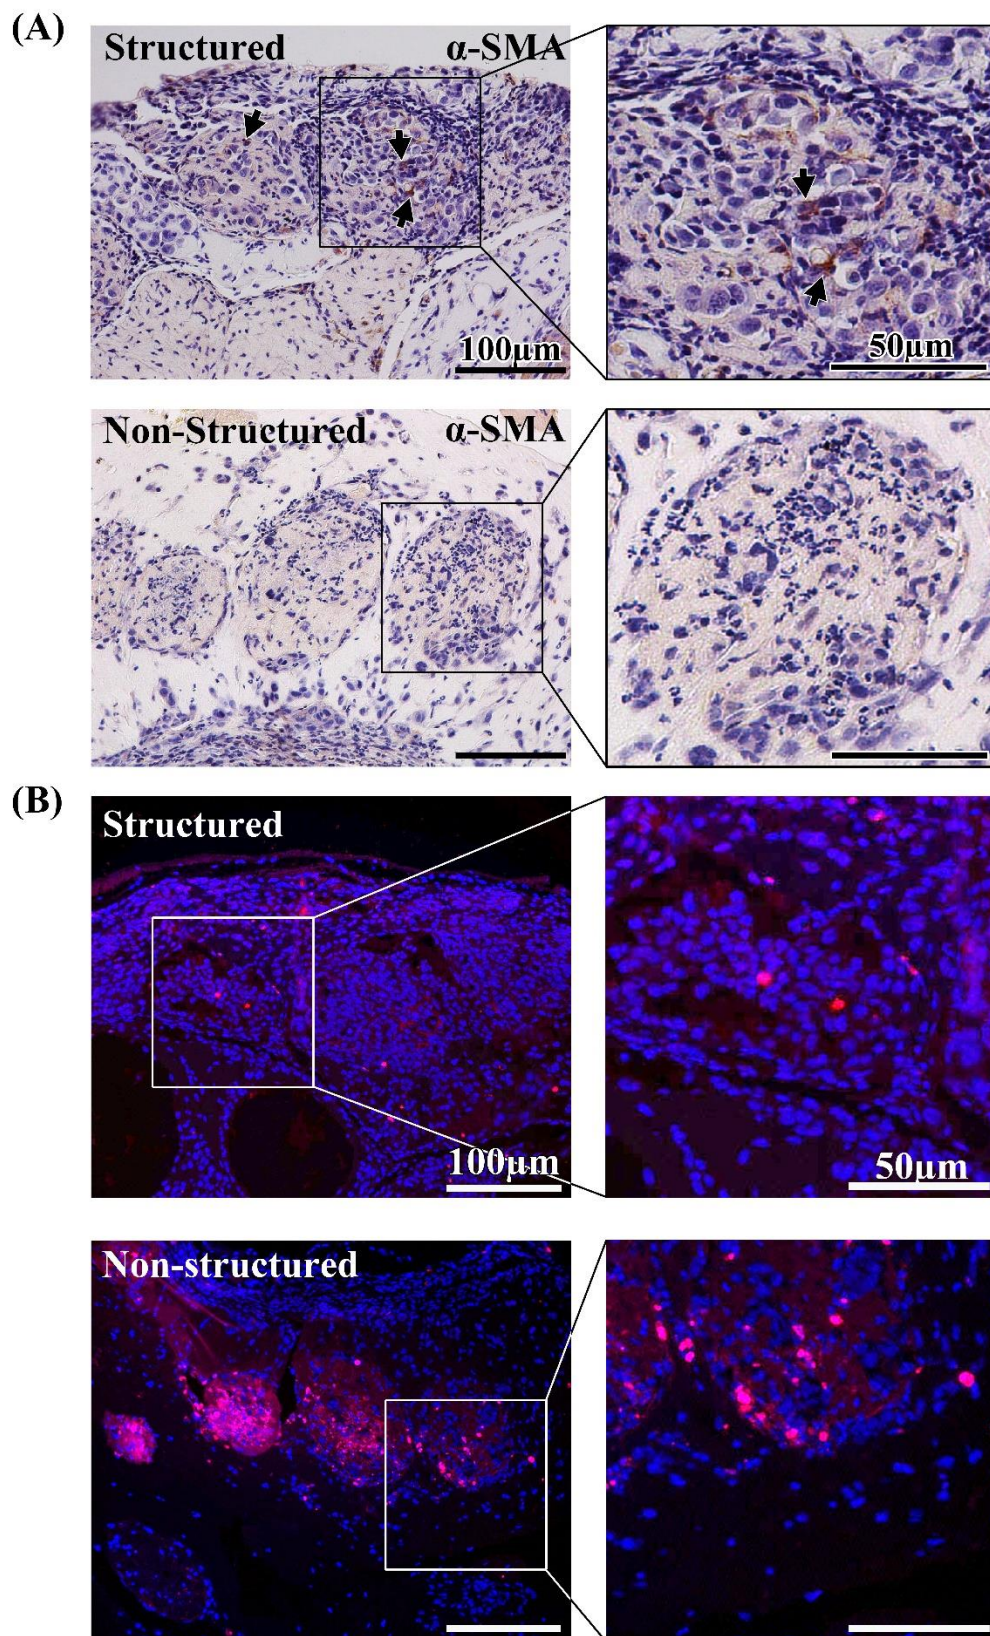 (A)
Structured α-SMA
100μm
50μm
Non-Structured α-SMA
(B)
Structured
100μm
50μm
Non-structured